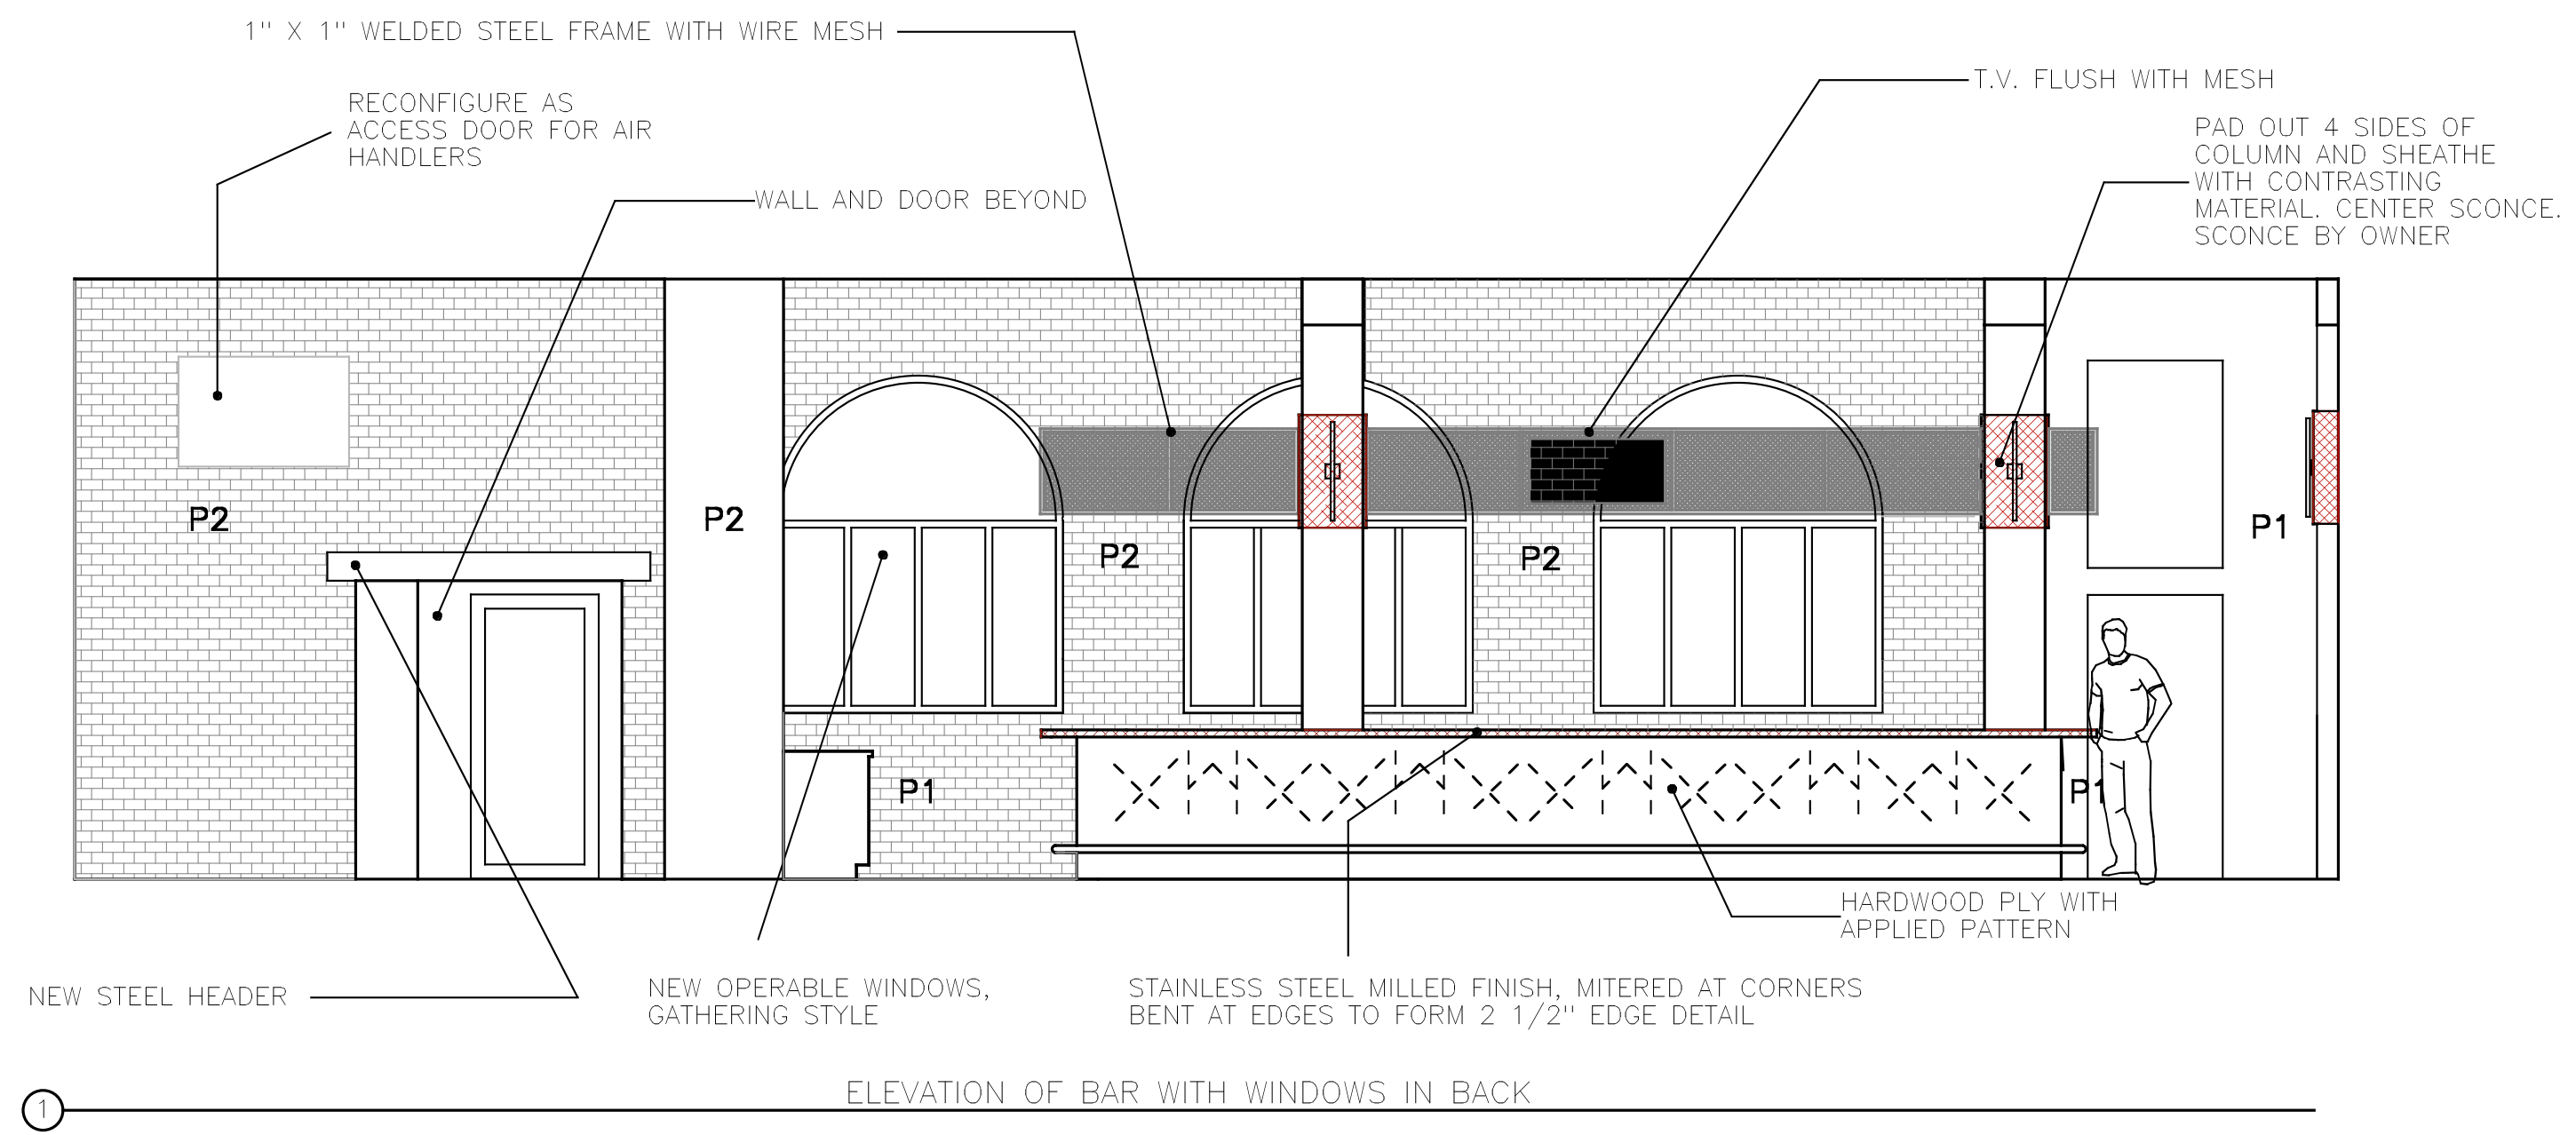 1" X 1" WELDED STEEL FRAME WITH WIRE MESH
T.V. FLUSH WITH MESH
RECONFIGURE AS
ACCESS DOOR FOR AIR
HANDLERS
PAD OUT 4 SIDES OF
COLUMN AND SHEATHE
WITH CONTRASTING
MATERIAL. CENTER SCONCE.
SCONCE BY OWNER
WALL AND DOOR BEYOND
P2
P2
P2
P2
P1
P1
P1
HARDWOOD PLY WITH
APPLIED PATTERN
NEW STEEL HEADER
NEW OPERABLE WINDOWS,
GATHERING STYLE
STAINLESS STEEL MILLED FINISH, MITERED AT CORNERS
BENT AT EDGES TO FORM 2 1/2" EDGE DETAIL
ELEVATION OF BAR WITH WINDOWS IN BACK
1